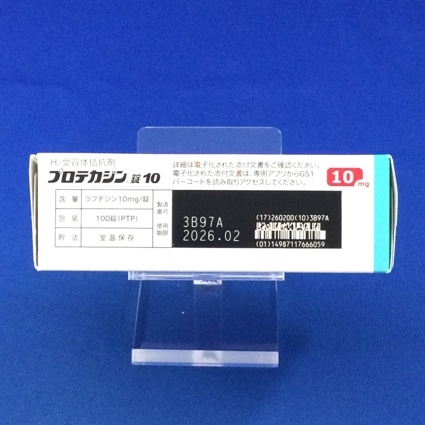 H₂受容体拮抗剤
プロテカジン錠10
詳細は電子化された添付文書をご確認ください。
電子化された添付文書は、専用アプリからGS1
バーコードを読み取りアクセスしてください。
10mg
含量 ラフチジン10mg/錠
包装 100錠(PTP)
貯法 室温保存
製造番号 3B97A
使用期限 2026.02
(17)260200(10)3B97A
(01)14987117666059